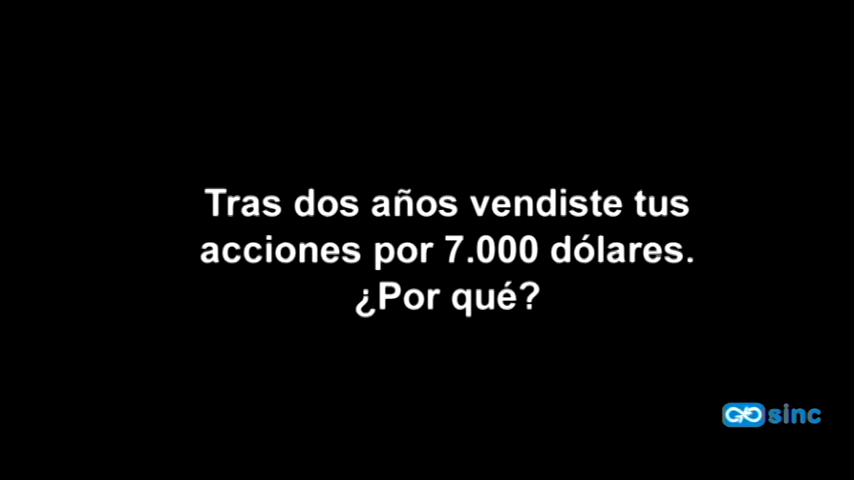 Tras dos años vendiste tus
acciones por 7.000 dólares.
¿Por qué?
sinc